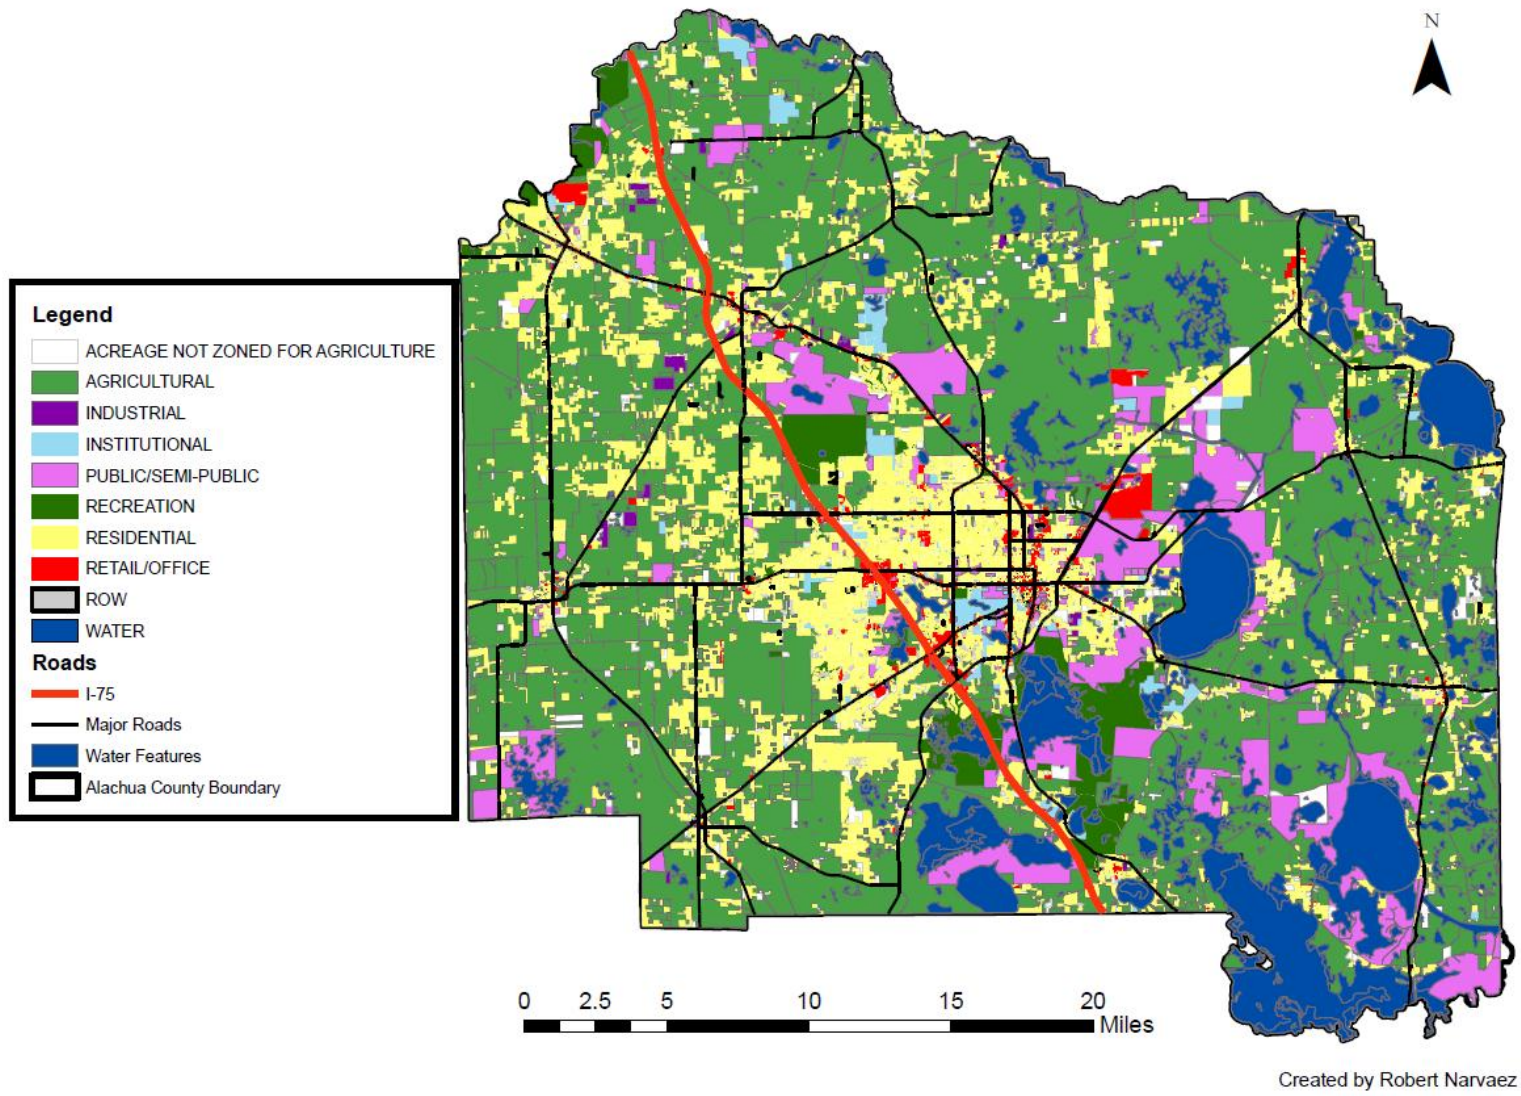 N
Legend
ACREAGE NOT ZONED FOR AGRICULTURE
AGRICULTURAL
INDUSTRIAL
INSTITUTIONAL
PUBLIC/SEMI-PUBLIC
RECREATION
RESIDENTIAL
RETAIL/OFFICE
ROW
WATER
Roads
I-75
Major Roads
Water Features
Alachua County Boundary
0 2.5 5 10 15 20
Miles
Created by Robert Narvaez